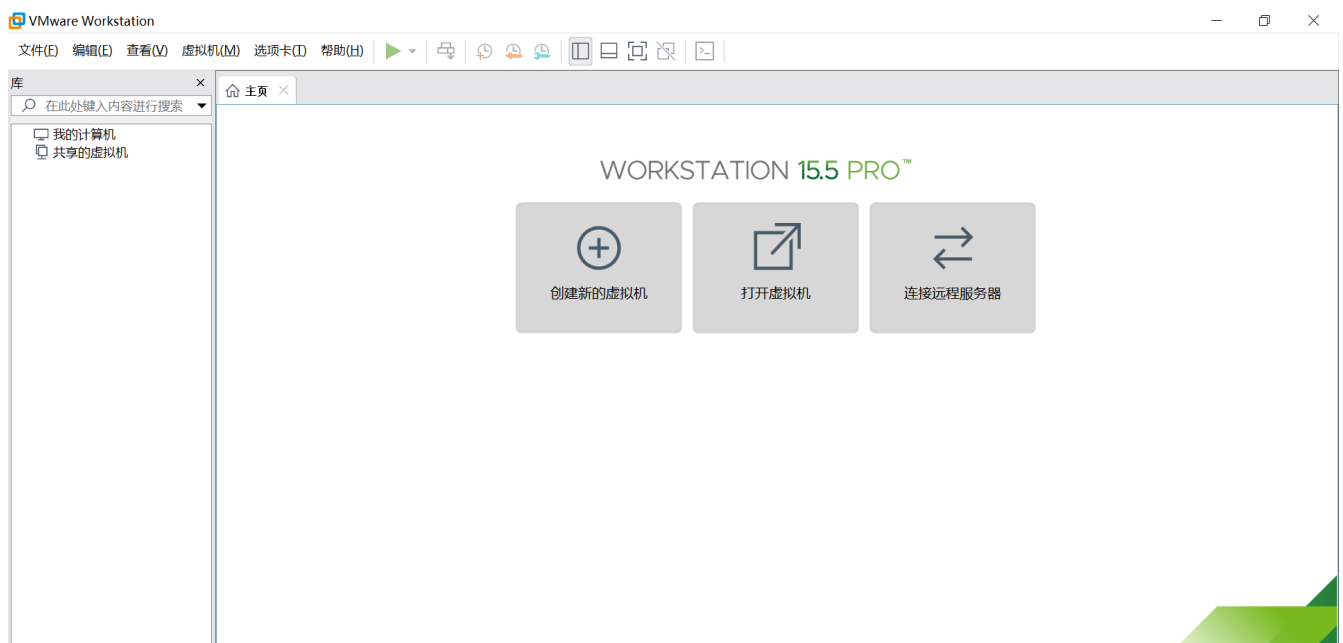 VMware Workstation
文件(F) 编辑(E) 查看(V) 虚拟机(M) 选项卡(T) 帮助(H)
库
在此处键入内容进行搜索
我的计算机
共享的虚拟机
主页
WORKSTATION 15.5 PRO™
创建新的虚拟机
打开虚拟机
连接远程服务器